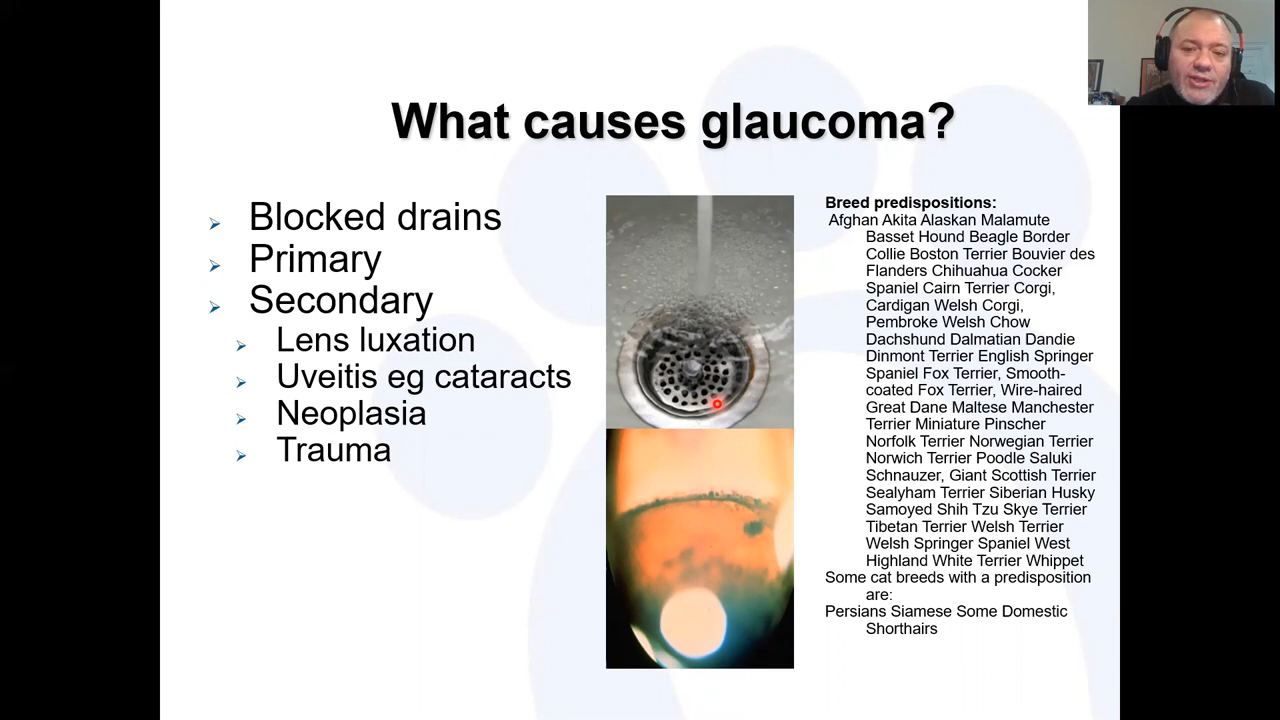 What causes glaucoma?
Blocked drains
Primary
Secondary
Lens luxation
Uveitis eg cataracts
Neoplasia
Trauma
Breed predispositions:
Afghan Akita Alaskan Malamute
Basset Hound Beagle Border
Collie Boston Terrier Bouvier des
Flanders Chihuahua Cocker
Spaniel Cairn Terrier Corgi,
Cardigan Welsh Corgi,
Pembroke Welsh Chow
Dachshund Dalmatian Dandie
Dinmont Terrier English Springer
Spaniel Fox Terrier, Smooth-
coated Fox Terrier, Wire-haired
Great Dane Maltese Manchester
Terrier Miniature Pinscher
Norfolk Terrier Norwegian Terrier
Norwich Terrier Poodle Saluki
Schnauzer, Giant Scottish Terrier
Sealyham Terrier Siberian Husky
Samoyed Shih Tzu Skye Terrier
Tibetan Terrier Welsh Terrier
Welsh Springer Spaniel West
Highland White Terrier Whippet
Some cat breeds with a predisposition
are:
Persians Siamese Some Domestic
Shorthairs